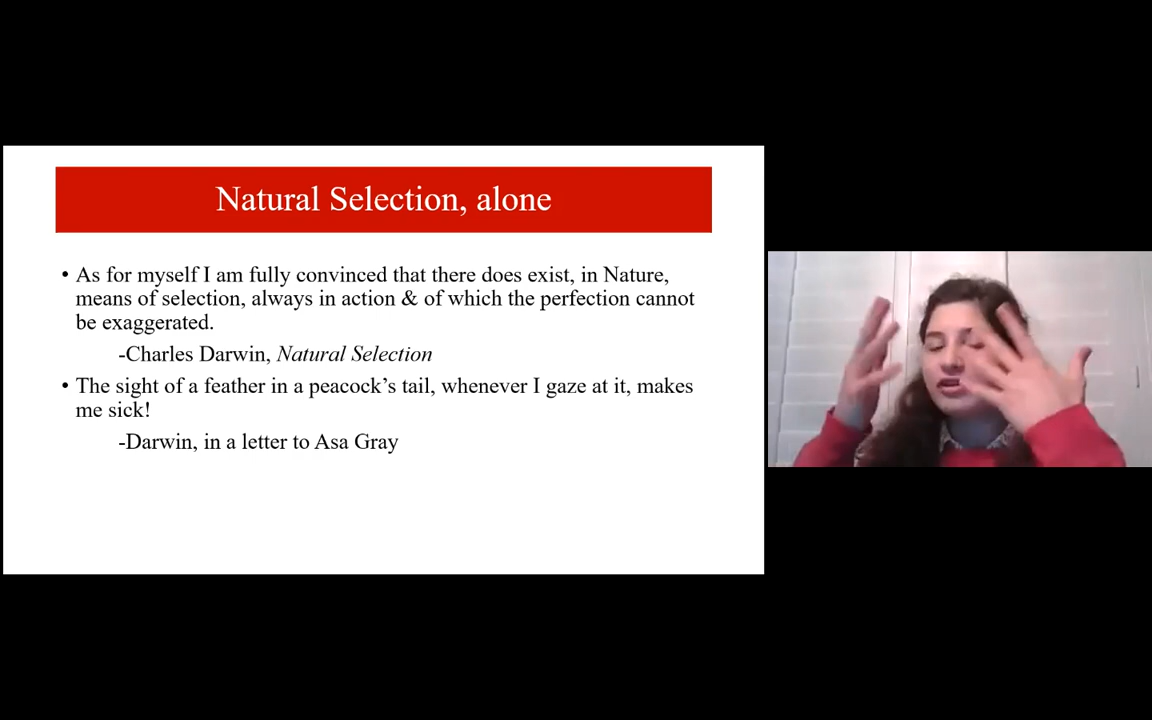 Natural Selection, alone
• As for myself I am fully convinced that there does exist, in Nature,
means of selection, always in action & of which the perfection cannot
be exaggerated.
-Charles Darwin, Natural Selection
• The sight of a feather in a peacock’s tail, whenever I gaze at it, makes
me sick!
-Darwin, in a letter to Asa Gray